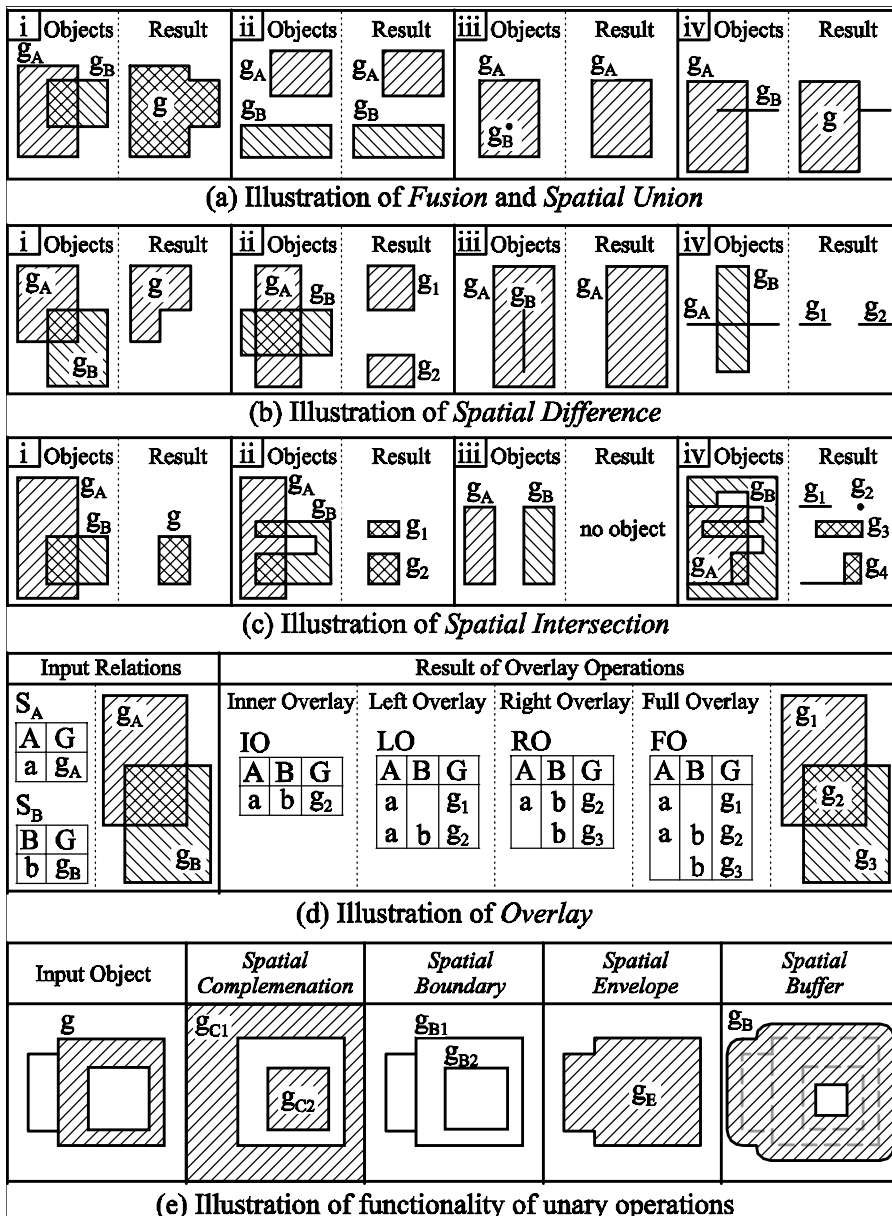 i Objects Result ii Objects Result iii Objects Result iv Objects Result
gA gB g gA gA gA gA gA gB
gB gB gB g
(a) Illustration of Fusion and Spatial Union
i Objects Result ii Objects Result iii Objects Result iv Objects Result
gA g gA gB g1 gA gB gA gA gB g1 g2
gB g2
(b) Illustration of Spatial Difference
i Objects Result ii Objects Result iii Objects Result iv Objects Result
gA gA gA gB gB g1 g2
gB g gB g1 no object g3
g2 gA g4
(c) Illustration of Spatial Intersection
Input Relations Result of Overlay Operations
SA gA Inner Overlay Left Overlay Right Overlay Full Overlay g1
A G IO LO RO FO
a gA A B G A B G A B G A B G
a b g2 a g1 a b g2 a g1 g2
SB a b g2 b g3 a b g2
B G b g3
b gB gB g3
(d) Illustration of Overlay
Input Object Spatial Complemenation Spatial Boundary Spatial Envelope Spatial Buffer
g gC1 gB1 gB
gB2
gC2 gE
(e) Illustration of functionality of unary operations